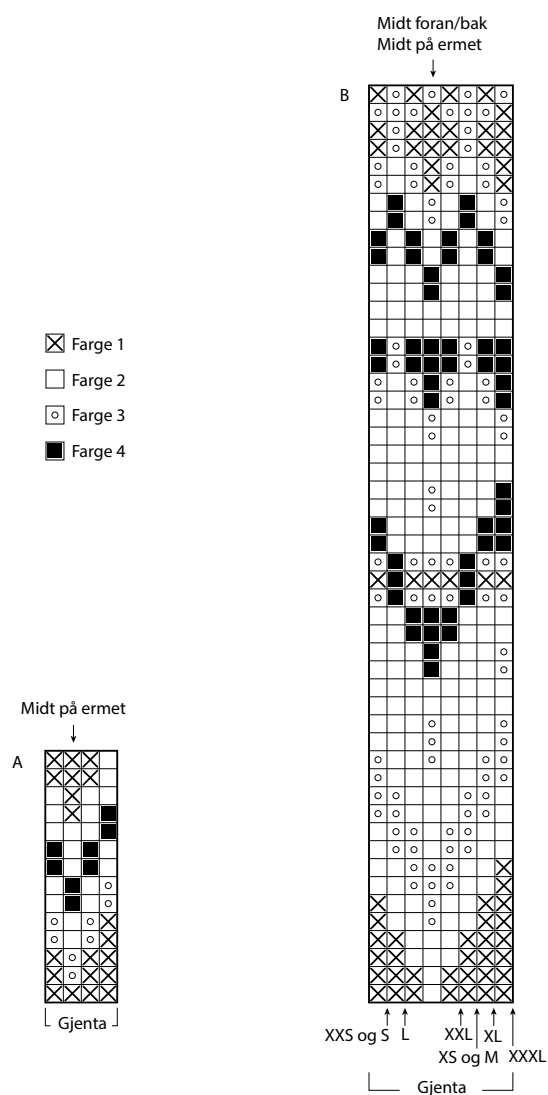 Midt foran/bak
Midt på ermet
B
Farge 1
Farge 2
Farge 3
Farge 4
Midt på ermet
A
Gjenta
XXS og S
L
XXL
XL
XS og M
XXXL
Gjenta